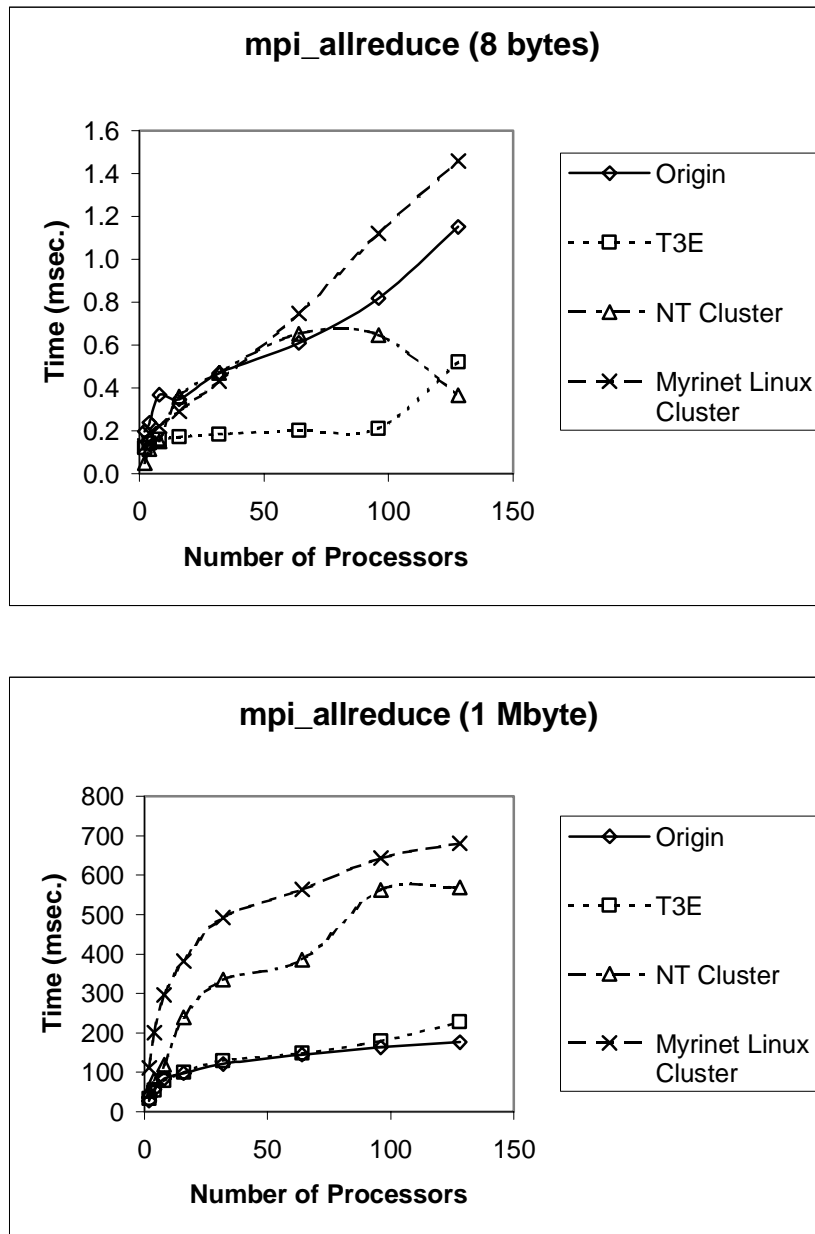 mpi_allreduce (8 bytes)
1.6
1.4
1.2
1.0
0.8
0.6
0.4
0.2
0.0
Time (msec.)
0 50 100 150
Number of Processors
Origin
T3E
NT Cluster
Myrinet Linux
Cluster
mpi_allreduce (1 Mbyte)
800
700
600
500
400
300
200
100
0
Time (msec.)
0 50 100 150
Number of Processors
Origin
T3E
NT Cluster
Myrinet Linux
Cluster